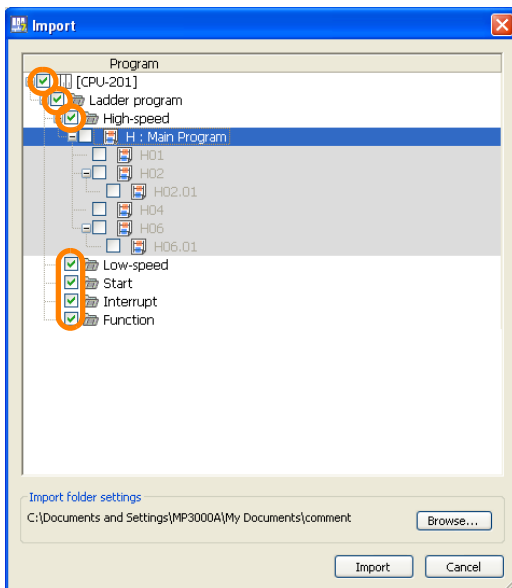 Import
Program
[CPU-201]
Ladder program
High-speed
H : Main Program
H01
H02
H02.01
H04
H06
H06.01
Low-speed
Start
Interrupt
Function
Import folder settings
C:\Documents and Settings\MP3000A\My Documents\comment
Browse...
Import
Cancel